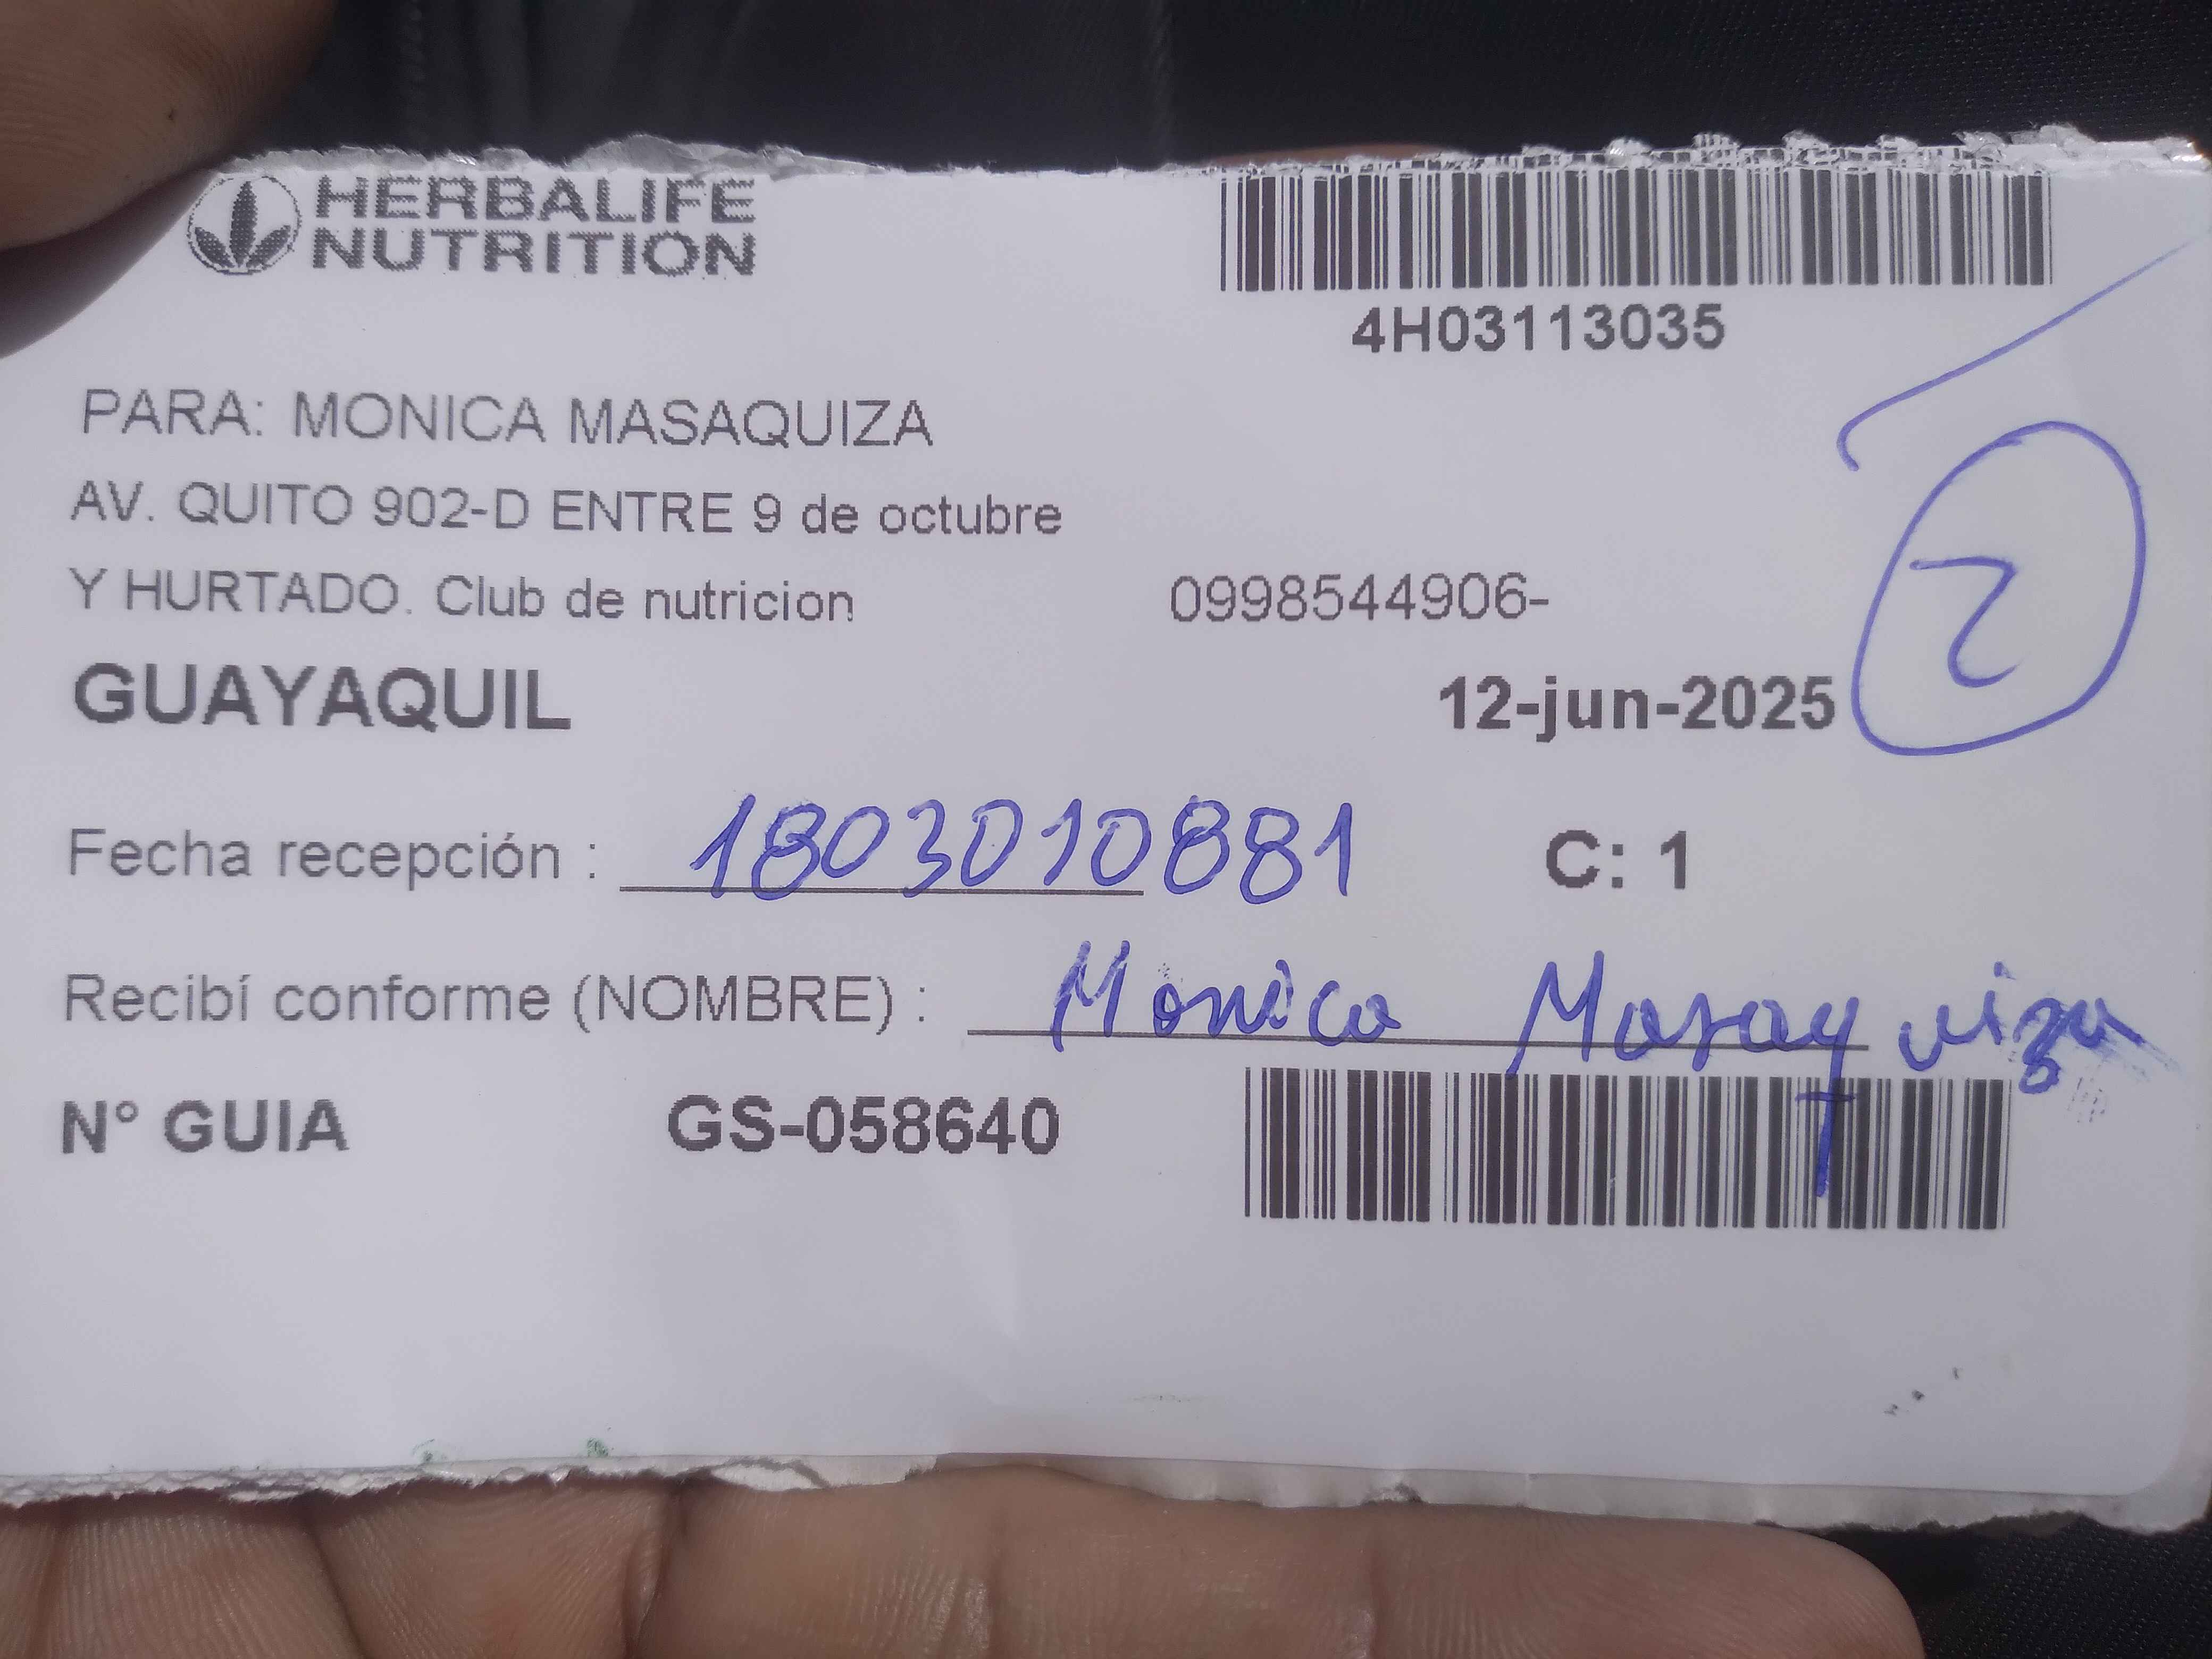 HERBALIFE
NUTRITION
4H03113035
PARA: MONICA MASAQUIZA
AV. QUITO 902-D ENTRE 9 de octubre
Y HURTADO. Club de nutricion 0998544906-
2
GUAYAQUIL 12-jun-2025
Fecha recepción : 1803010881 C: 1
Recibí conforme (NOMBRE) : Monica Masaquiza
N° GUIA GS-058640